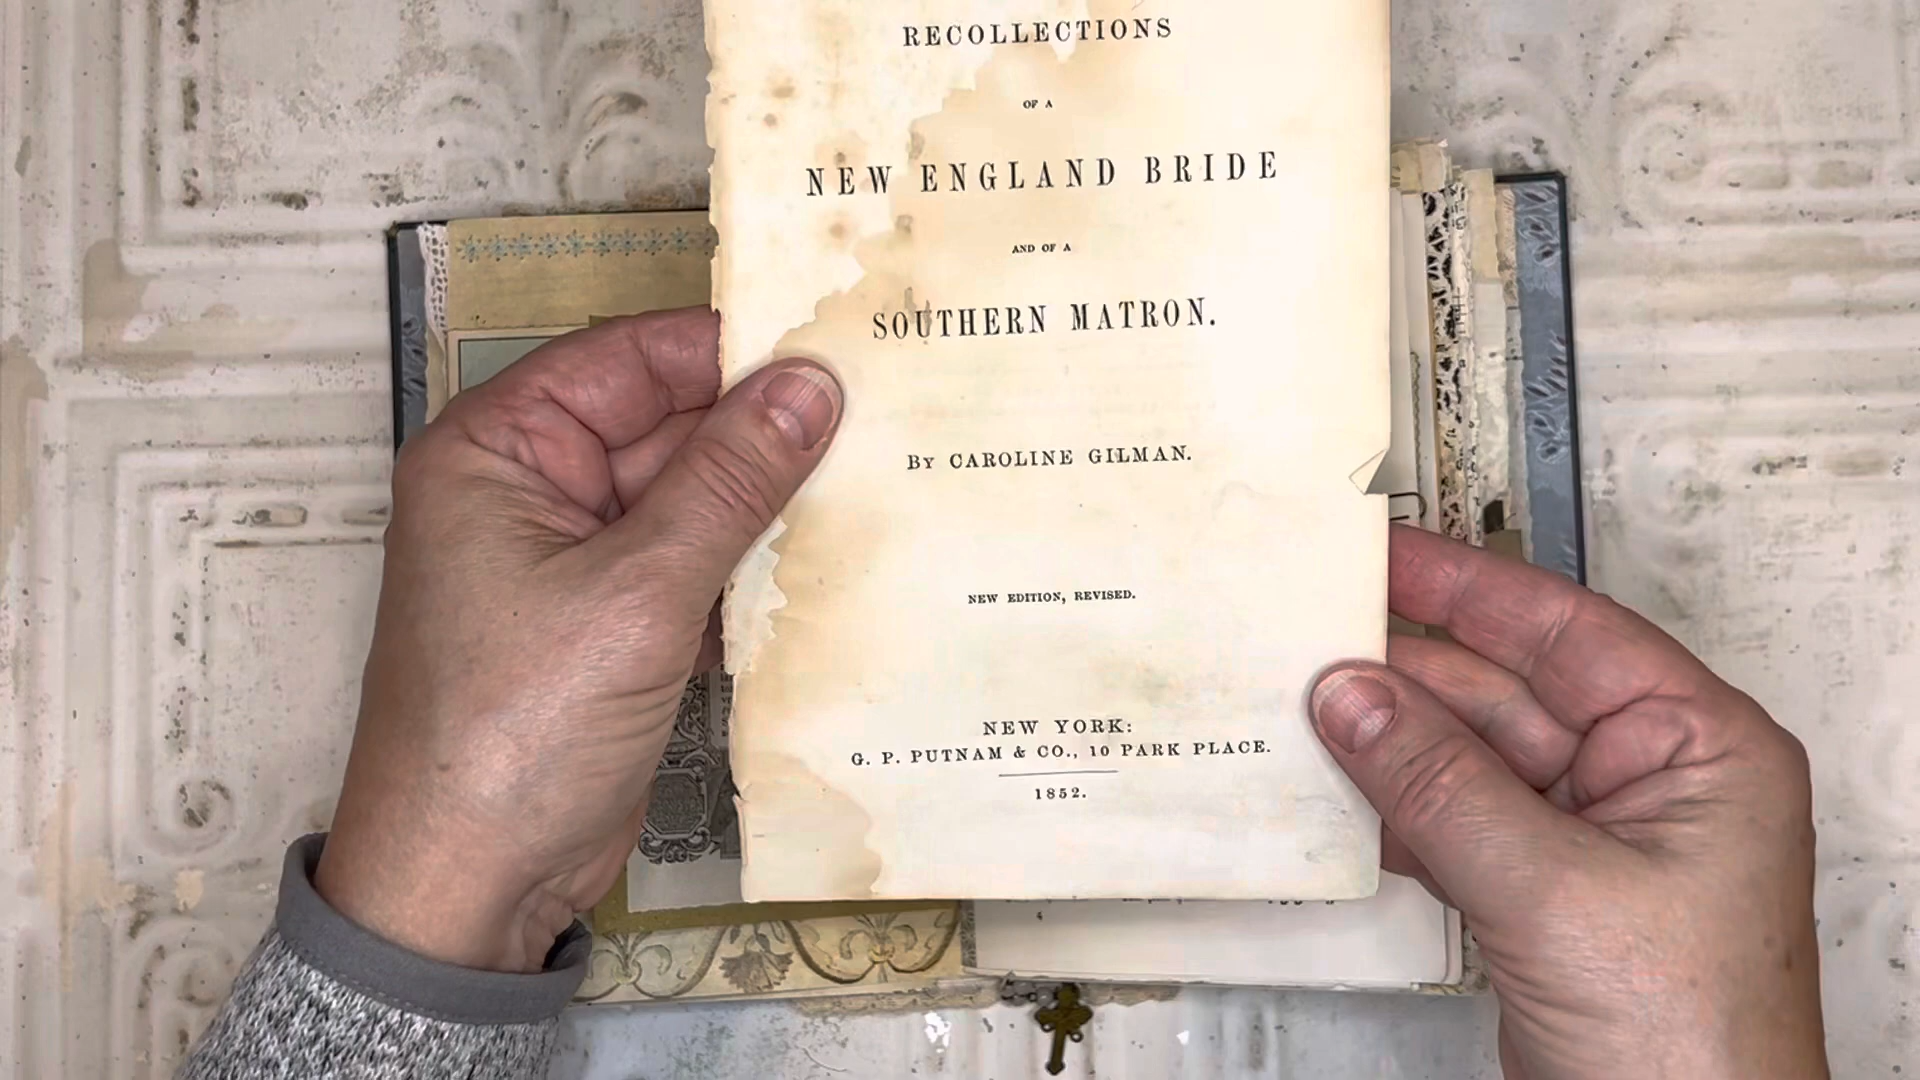 RECOLLECTIONS
OF A
NEW ENGLAND BRIDE
AND OF A
SOUTHERN MATRON.
By CAROLINE GILMAN.
NEW EDITION, REVISED.
NEW YORK:
G. P. PUTNAM & CO., 10 PARK PLACE.
1852.